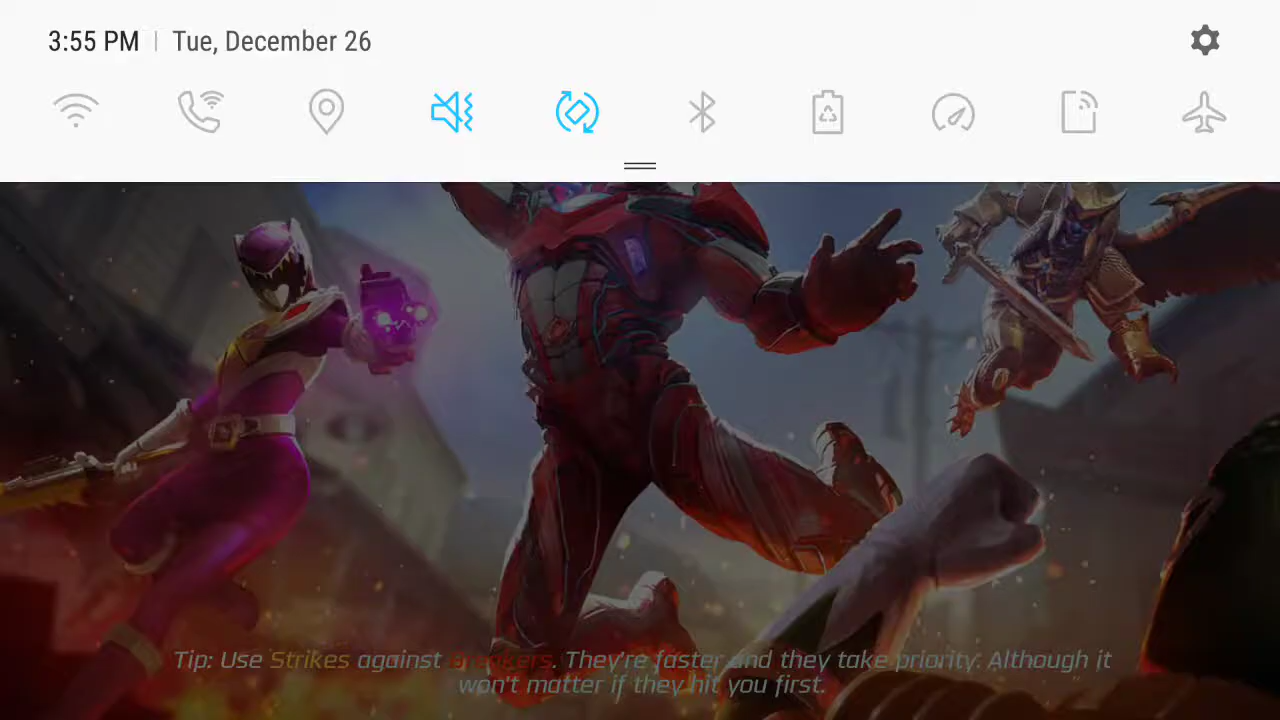 3:55 PM | Tue, December 26
Tip: Use Strikes against Breakers. They're faster and they take priority. Although it
won't matter if they hit you first.